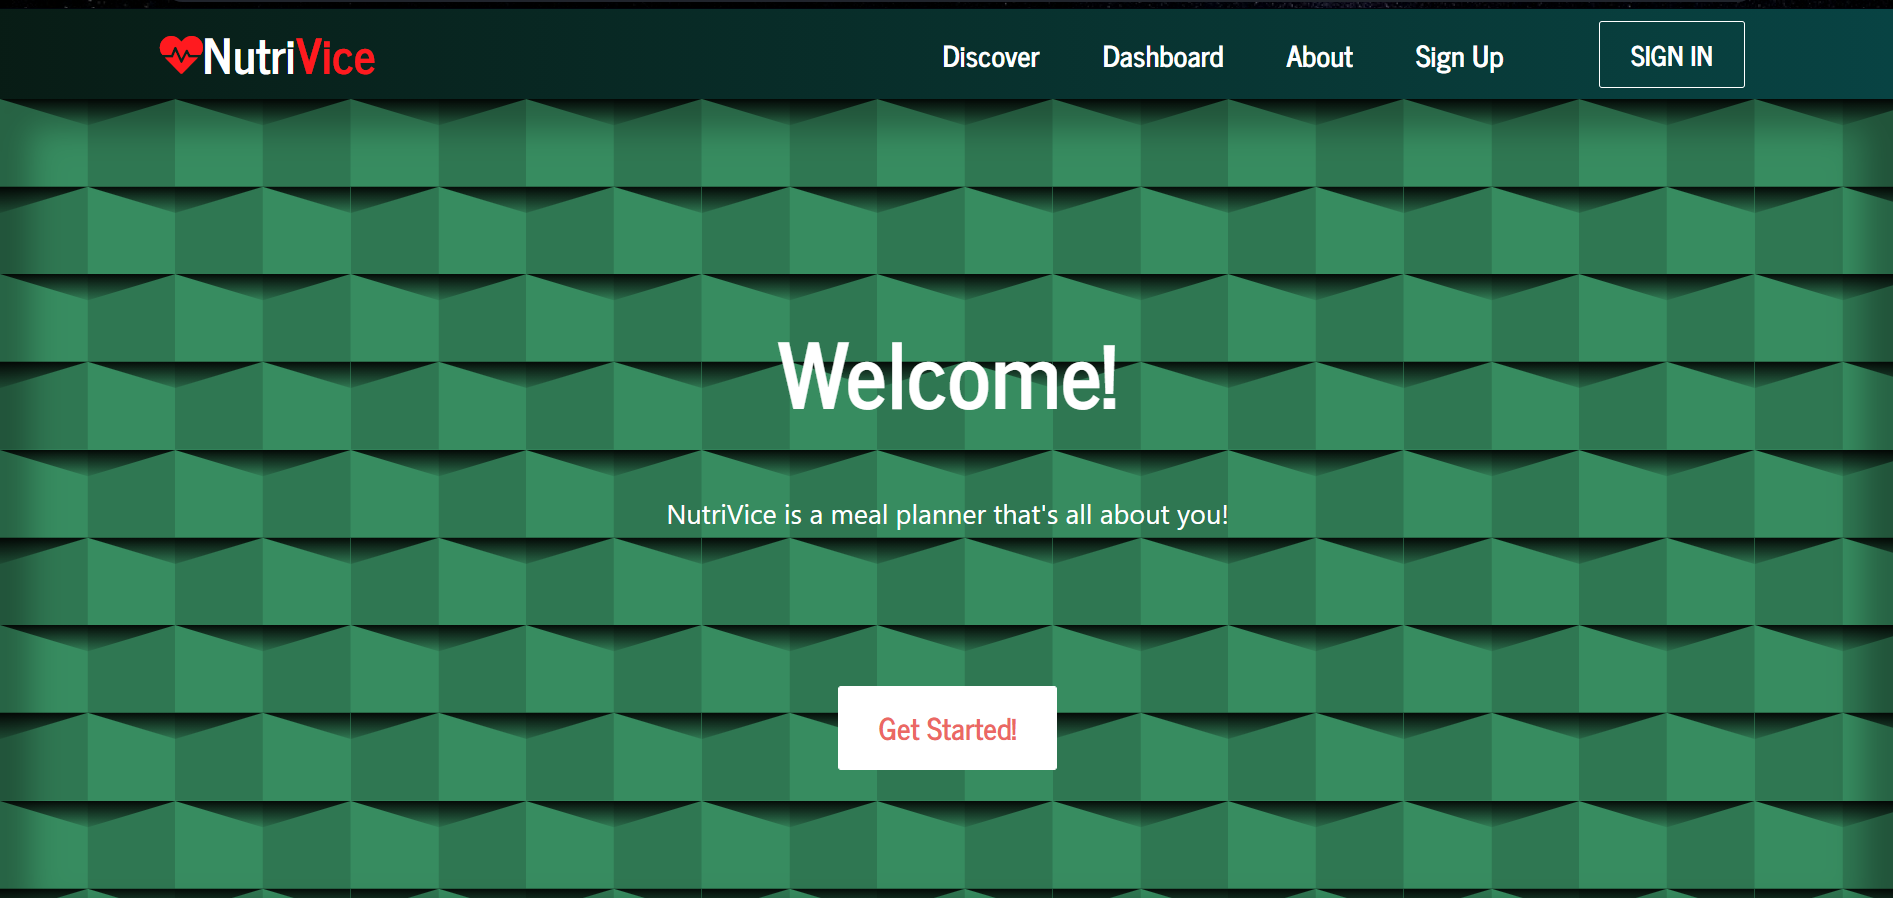 NutriVice Discover Dashboard About Sign Up SIGN IN
Welcome!
NutriVice is a meal planner that's all about you!
Get Started!